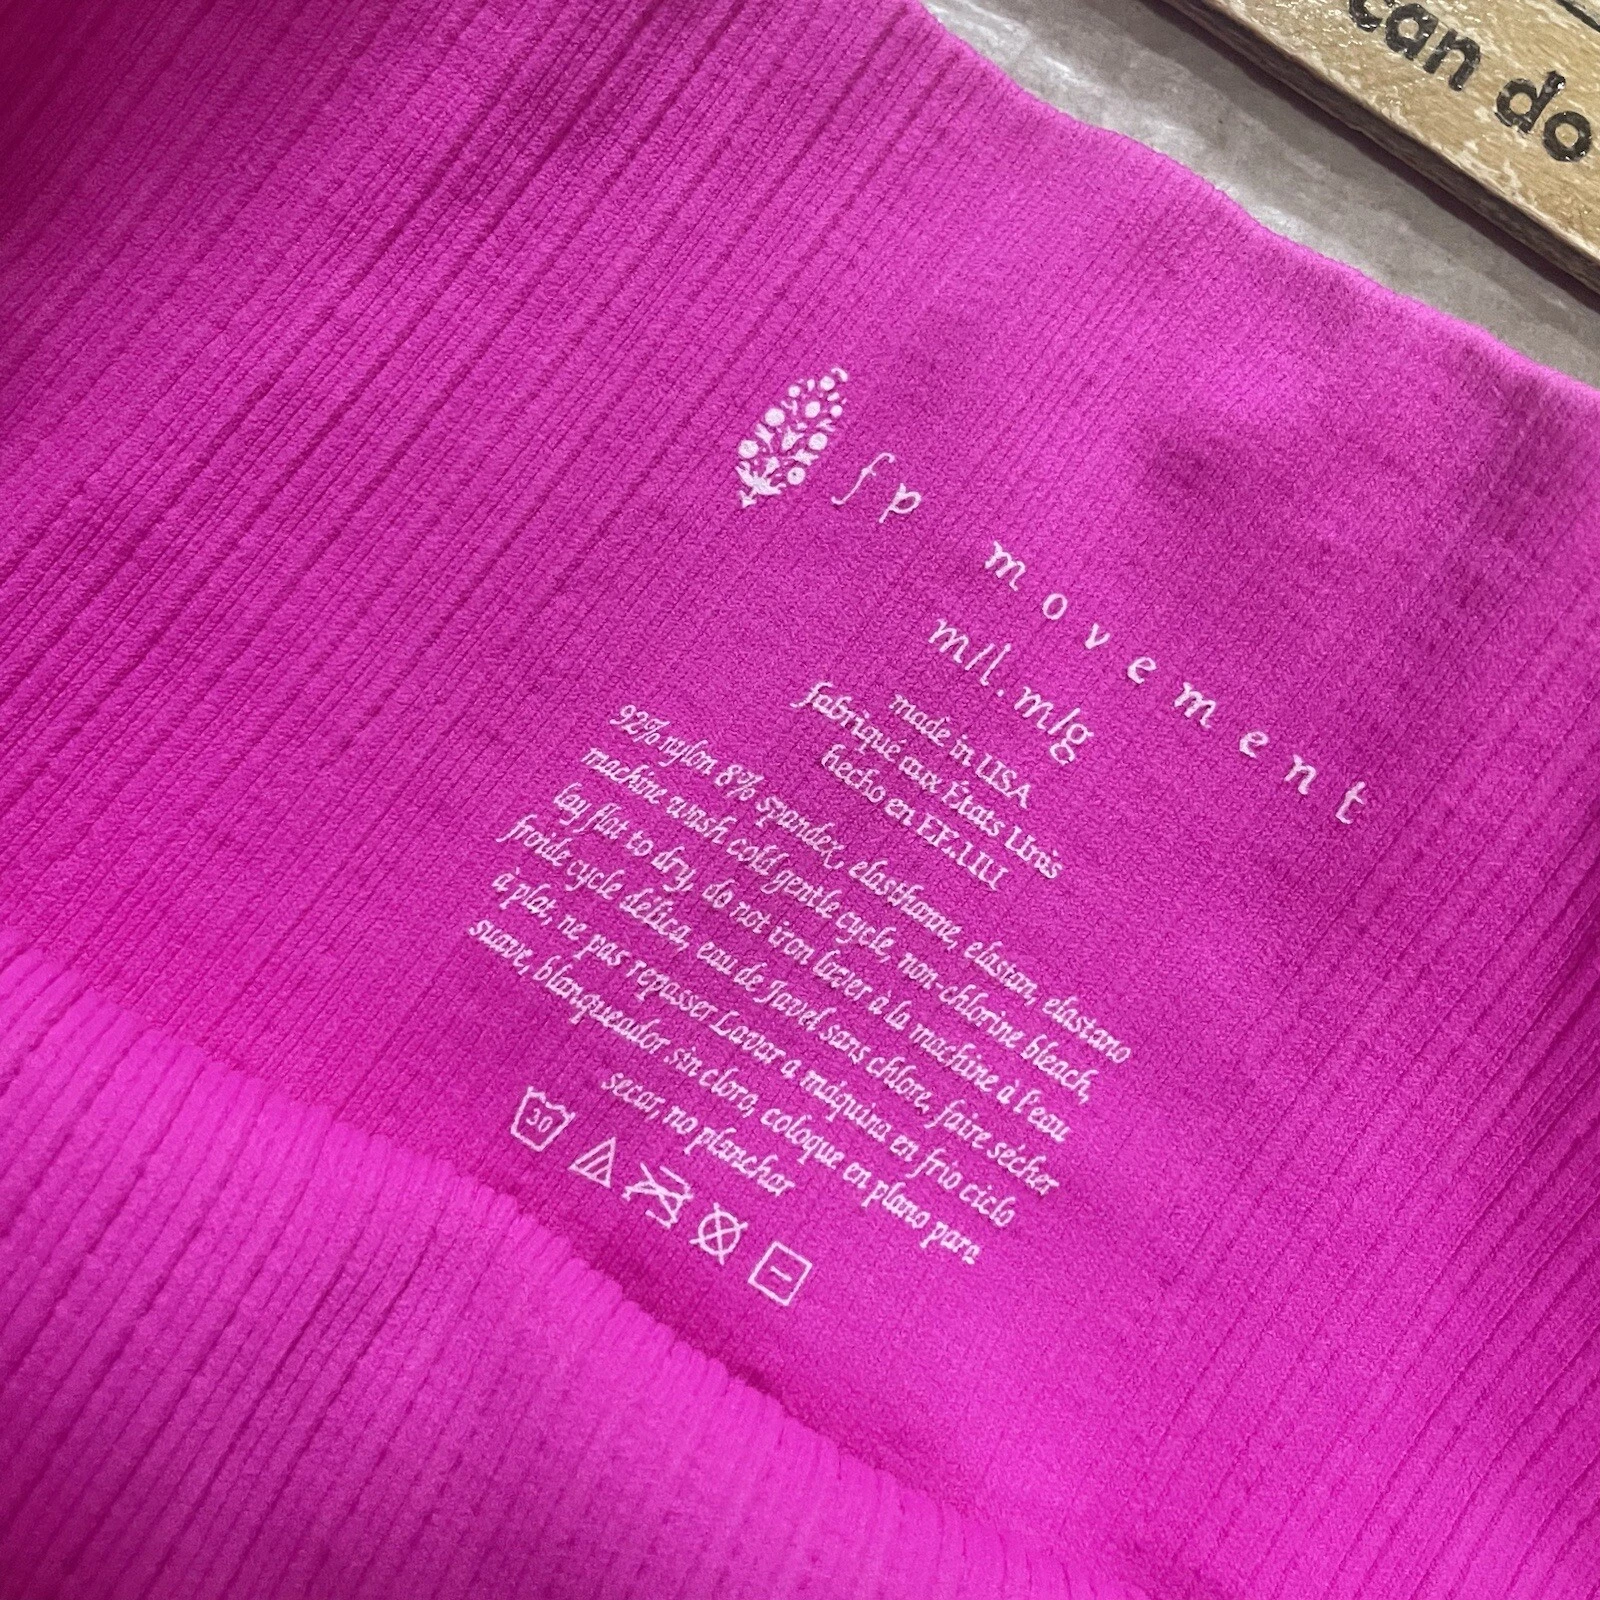 can do
fp movement
m/l . m/g
made in USA
fabriqué aux États Unis
hecho en EE.UU
92% nylon 8% spandex, elasthanne, elastan, elastano
machine wash cold gentle cycle, non-chlorine bleach,
lay flat to dry, do not iron laver à la machine à l'eau
froide cycle délica, eau de Javel sans chlore, faire sécher
à plat, ne pas repasser Lavar a máquina en frío ciclo
suave, blanqueador sin cloro, coloque en plano para
secar, no planchar
30